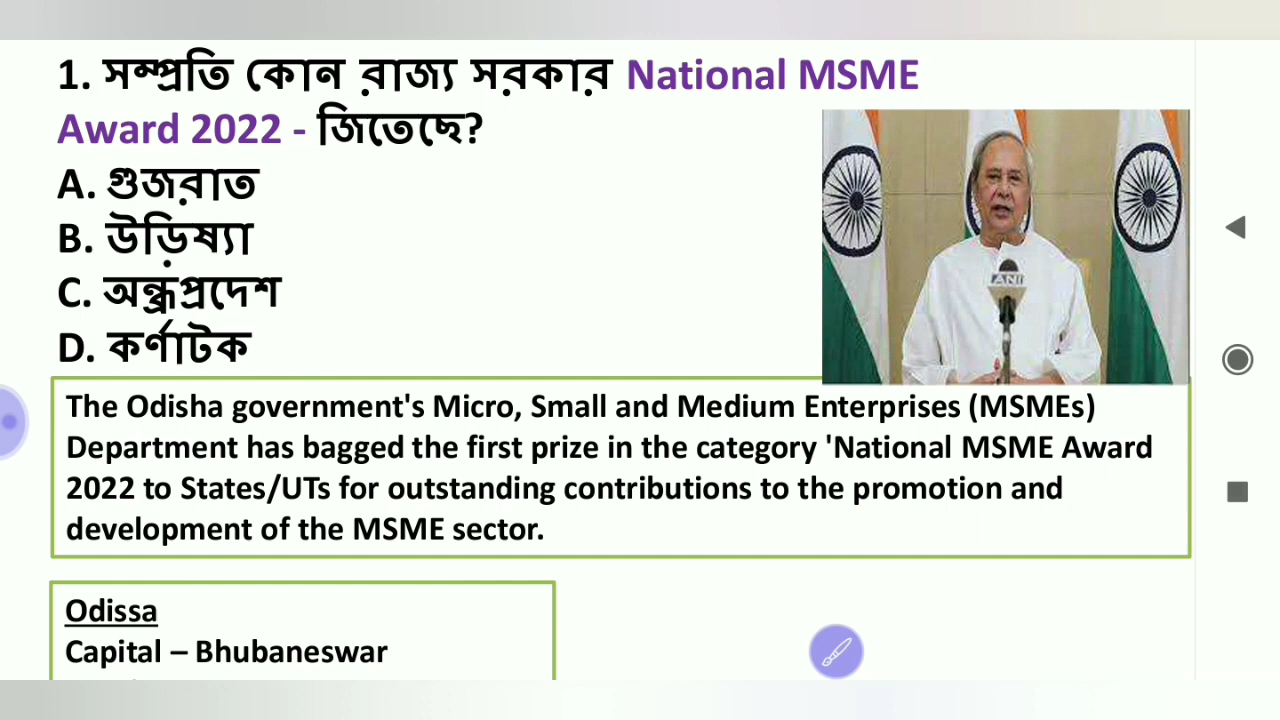 1. সম্প্রতি কোন রাজ্য সরকার National MSME
Award 2022 - জিতেছে?
A. গুজরাত
B. উড়িষ্যা
C. অন্ধ্রপ্রদেশ
D. কর্ণাটক
ANI
The Odisha government's Micro, Small and Medium Enterprises (MSMEs)
Department has bagged the first prize in the category 'National MSME Award
2022 to States/UTs for outstanding contributions to the promotion and
development of the MSME sector.
Odissa
Capital – Bhubaneswar